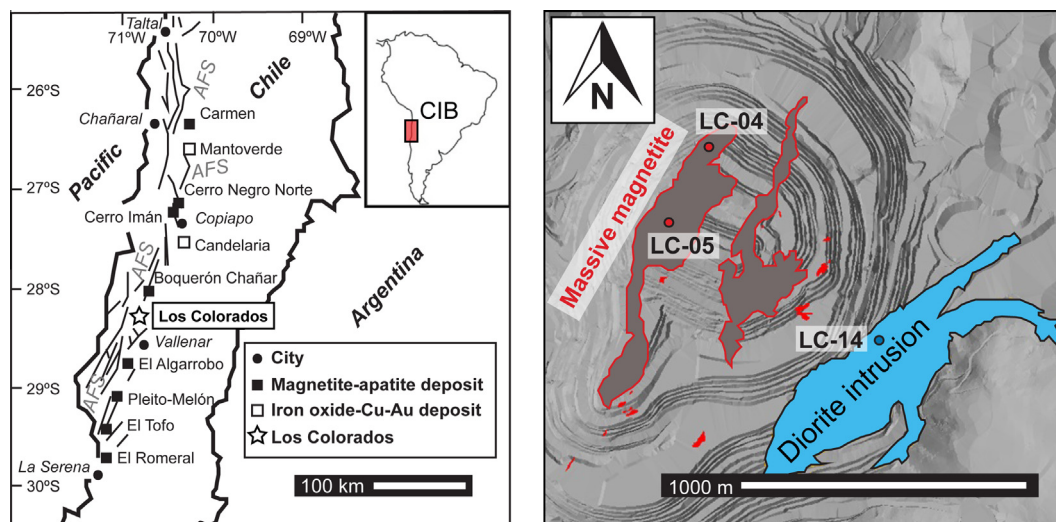 Taltal
71ºW
70ºW
69ºW
AFS
Chile
26ºS
Carmen
Chañaral
CIB
Mantoverde
Pacific
AFS
27ºS
Cerro Negro Norte
Cerro Imán
Copiapo
Candelaria
Argentina
AFS
Boquerón Chañar
28ºS
Los Colorados
Vallenar
El Algarrobo
29ºS
AFS
Pleito-Melón
El Tofo
El Romeral
La Serena
30ºS
City
Magnetite-apatite deposit
Iron oxide-Cu-Au deposit
Los Colorados
100 km
N
LC-04
Massive magnetite
LC-05
LC-14
Diorite intrusion
1000 m